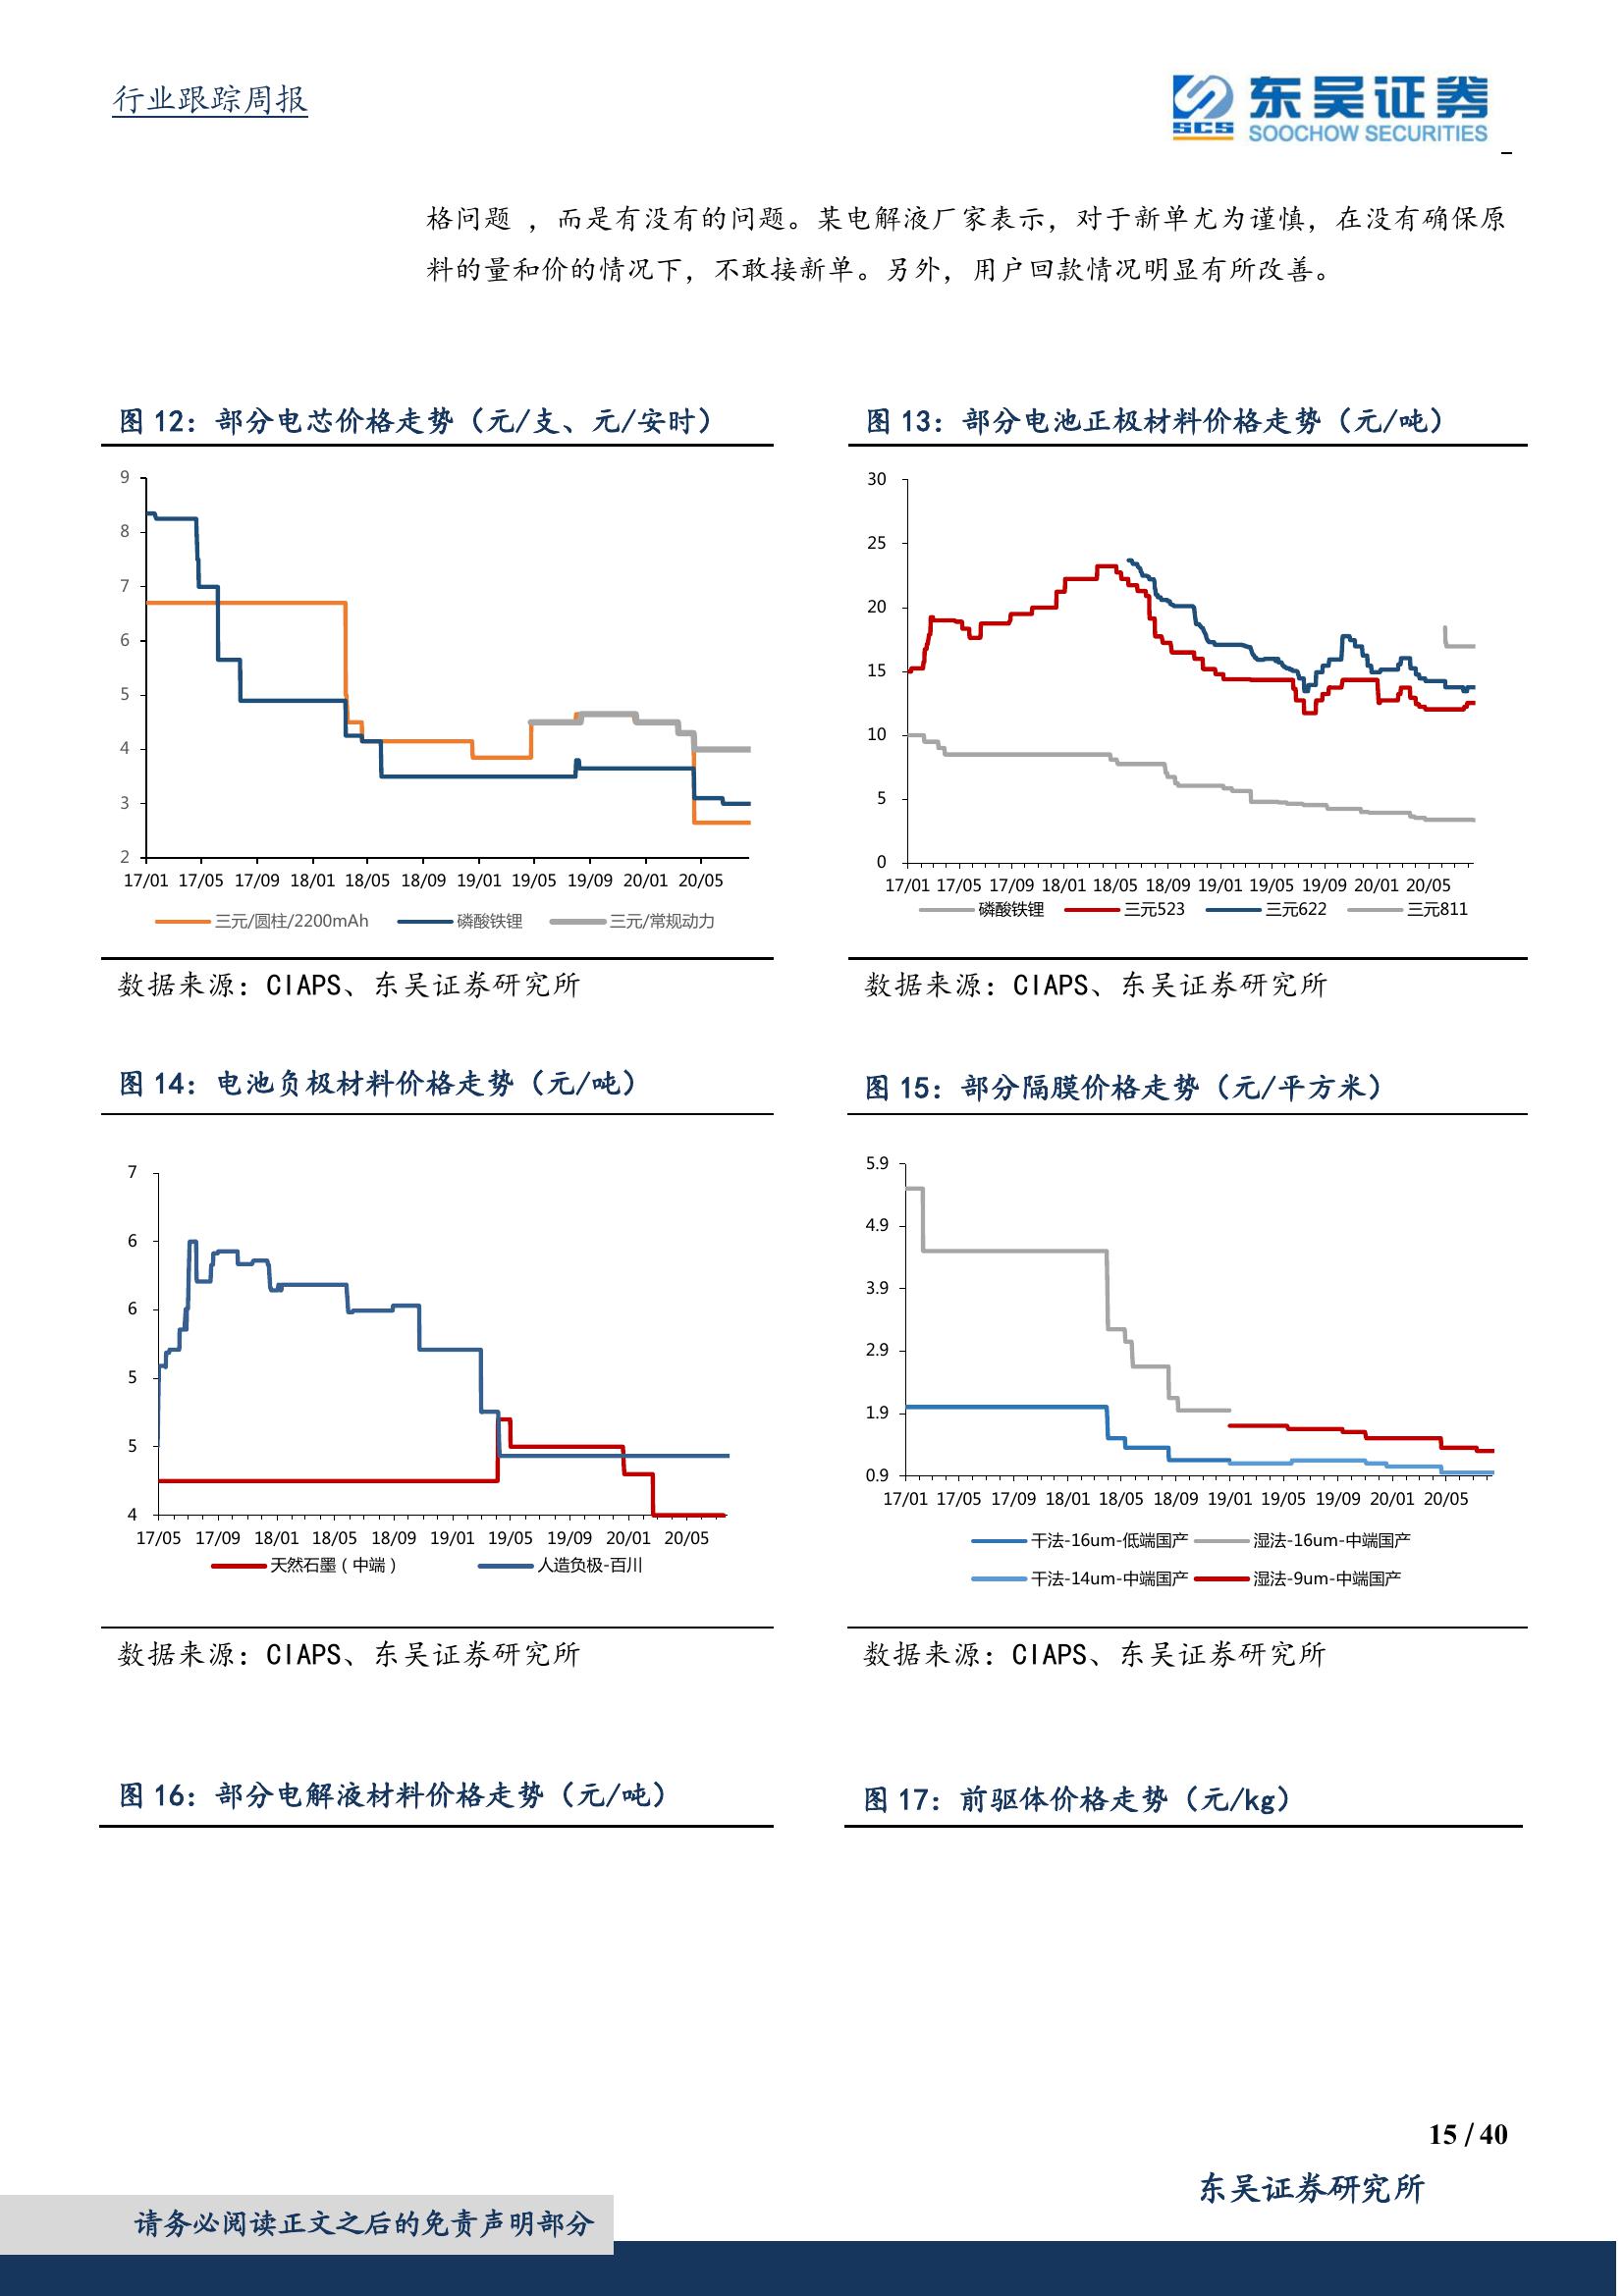 行业跟踪周报
东吴证券
SCS
SOOCHOW SECURITIES
格问题 ，而是有没有的问题。某电解液厂家表示，对于新单尤为谨慎，在没有确保原
料的量和价的情况下，不敢接新单。另外，用户回款情况明显有所改善。
图 12：部分电芯价格走势（元/支、元/安时）
9
8
7
6
5
4
3
2
17/01 17/05 17/09 18/01 18/05 18/09 19/01 19/05 19/09 20/01 20/05
三元/圆柱/2200mAh 磷酸铁锂 三元/常规动力
数据来源：CIAPS、东吴证券研究所
图 13：部分电池正极材料价格走势（元/吨）
30
25
20
15
10
5
0
17/01 17/05 17/09 18/01 18/05 18/09 19/01 19/05 19/09 20/01 20/05
磷酸铁锂 三元523 三元622 三元811
数据来源：CIAPS、东吴证券研究所
图 14：电池负极材料价格走势（元/吨）
7
6
6
5
5
4
17/05 17/09 18/01 18/05 18/09 19/01 19/05 19/09 20/01 20/05
天然石墨（中端） 人造负极-百川
数据来源：CIAPS、东吴证券研究所
图 15：部分隔膜价格走势（元/平方米）
5.9
4.9
3.9
2.9
1.9
0.9
17/01 17/05 17/09 18/01 18/05 18/09 19/01 19/05 19/09 20/01 20/05
干法-16um-低端国产 湿法-16um-中端国产
干法-14um-中端国产 湿法-9um-中端国产
数据来源：CIAPS、东吴证券研究所
图 16：部分电解液材料价格走势（元/吨）
图 17：前驱体价格走势（元/kg）
15 / 40
东吴证券研究所
请务必阅读正文之后的免责声明部分